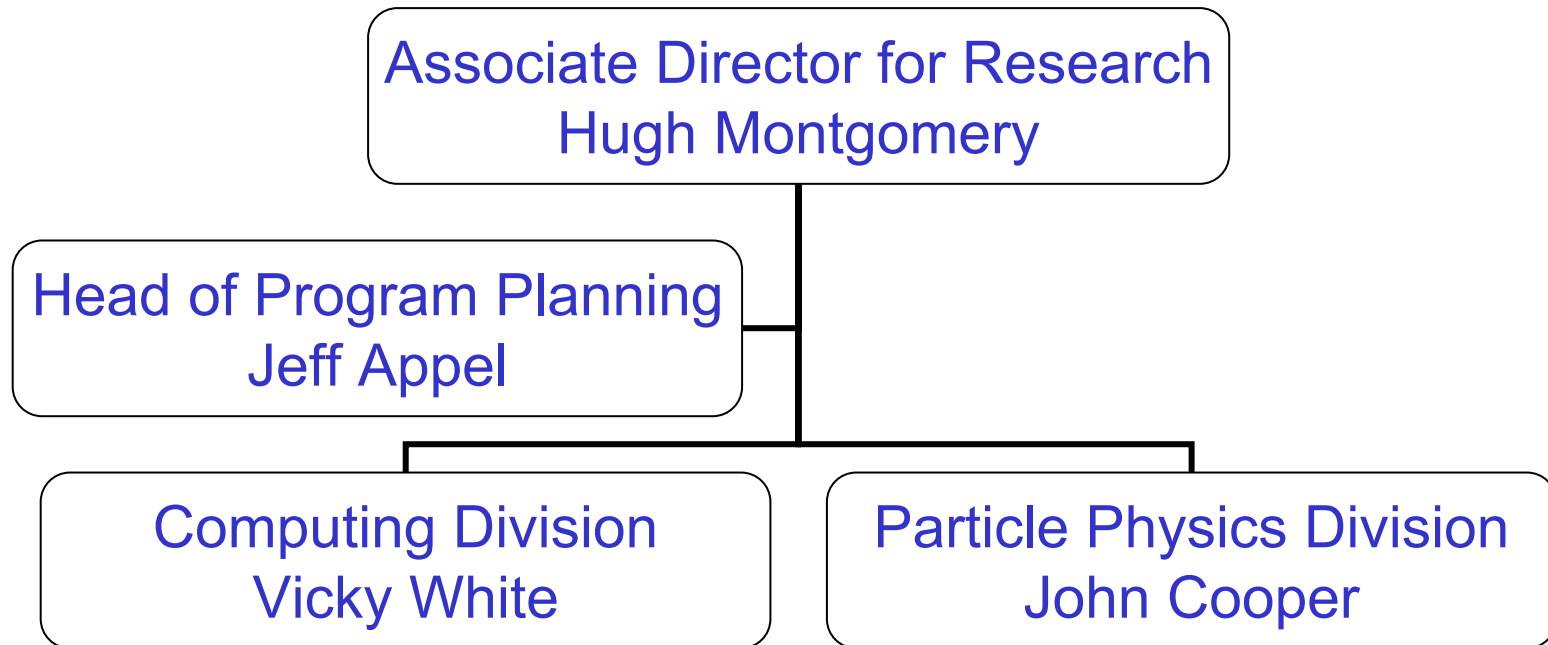 Associate Director for Research
Hugh Montgomery
Head of Program Planning
Jeff Appel
Computing Division
Vicky White
Particle Physics Division
John Cooper